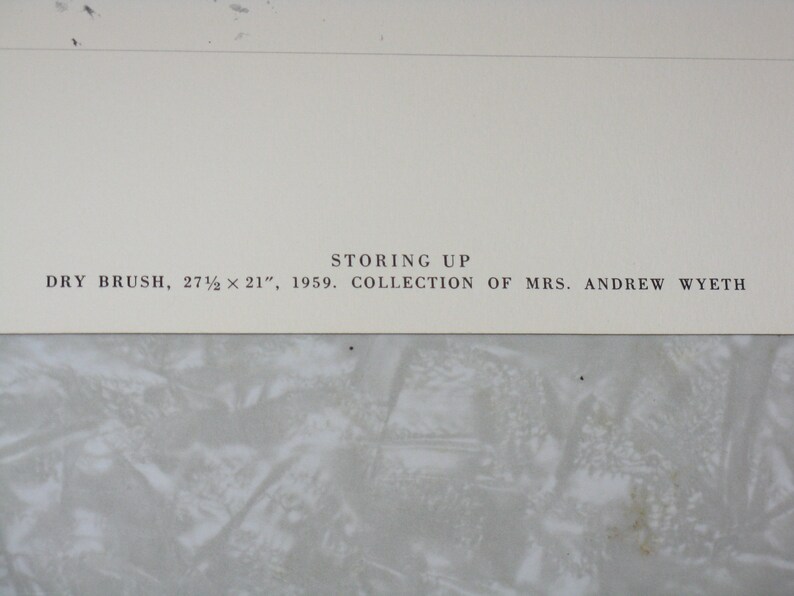 STORING UP
DRY BRUSH, 27½ × 21″, 1959. COLLECTION OF MRS. ANDREW WYETH